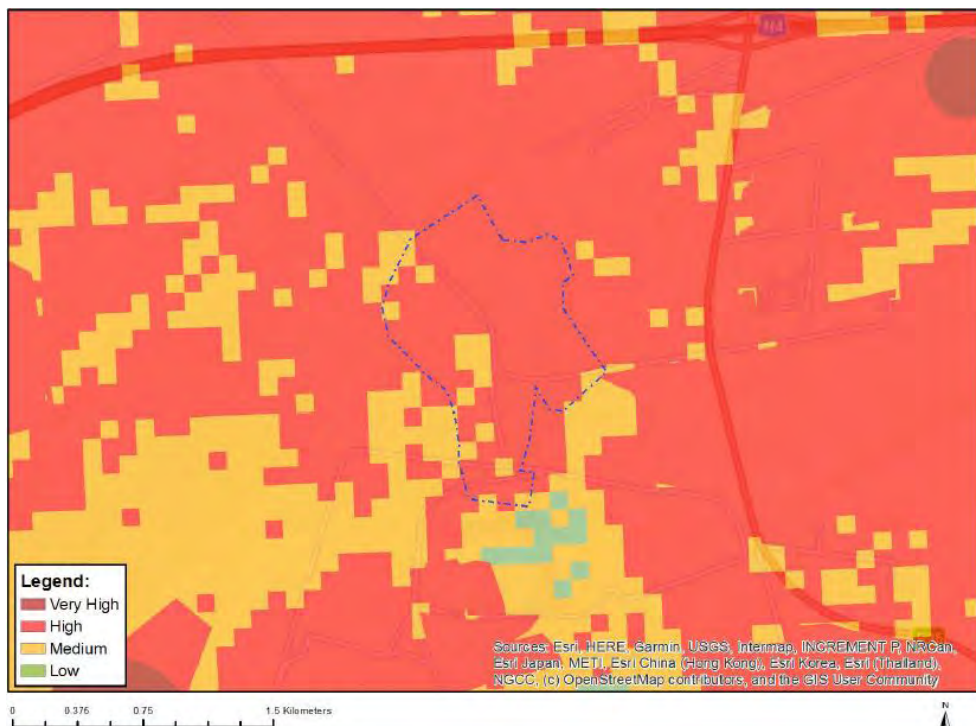 N4
Legend:
Very High
High
Medium
Low
Sources: Esri, HERE, Garmin, USGS, Intermap, INCREMENT P, NRCan,
Esri Japan, METI, Esri China (Hong Kong), Esri Korea, Esri (Thailand),
NGCC, (c) OpenStreetMap contributors, and the GIS User Community
0 0.375 0.75 1.5 Kilometers
N